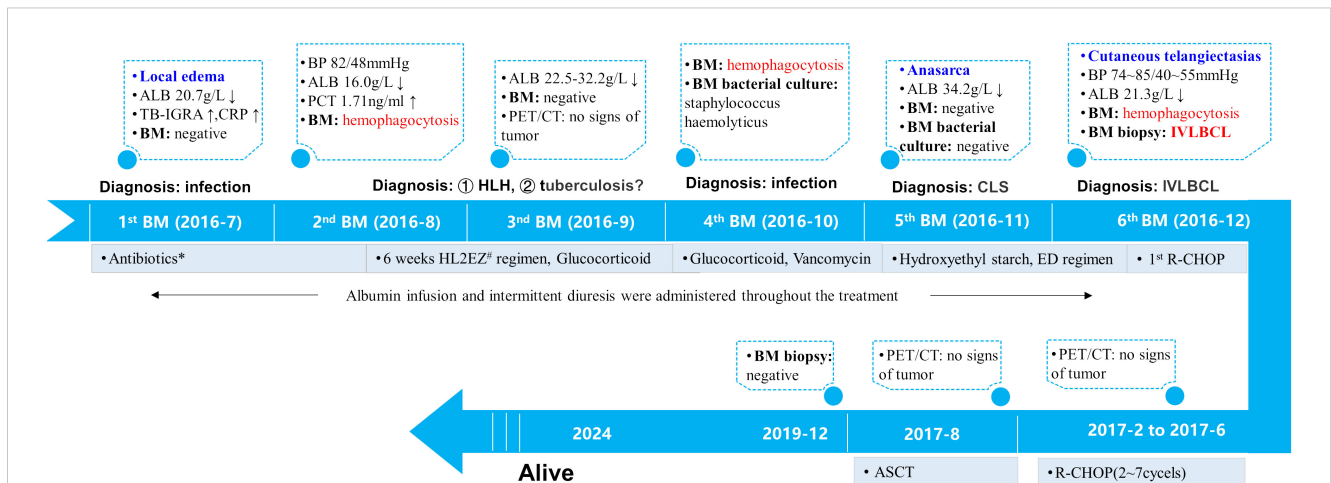 •Local edema
•ALB 20.7g/L ↓
•TB-IGRA ↑,CRP ↑
•BM: negative
•BP 82/48mmHg
•ALB 16.0g/L ↓
•PCT 1.71ng/ml ↑
•BM: hemophagocytosis
•ALB 22.5-32.2g/L ↓
•BM: negative
•PET/CT: no signs of
tumor
•BM: hemophagocytosis
•BM bacterial culture:
staphylococcus
haemolyticus
•Anasarca
•ALB 34.2g/L ↓
•BM: negative
•BM bacterial
culture: negative
•Cutaneous telangiectasias
•BP 74~85/40~55mmHg
•ALB 21.3g/L ↓
•BM: hemophagocytosis
•BM biopsy: IVLBCL
Diagnosis: infection
Diagnosis: ① HLH, ② tuberculosis?
Diagnosis: infection
Diagnosis: CLS
Diagnosis: IVLBCL
1st BM (2016-7)
2nd BM (2016-8)
3nd BM (2016-9)
4th BM (2016-10)
5th BM (2016-11)
6th BM (2016-12)
•Antibiotics*
•6 weeks HL2EZ# regimen, Glucocorticoid
•Glucocorticoid, Vancomycin
•Hydroxyethyl starch, ED regimen
• 1st R-CHOP
Albumin infusion and intermittent diuresis were administered throughout the treatment
•BM biopsy:
negative
•PET/CT: no signs
of tumor
•PET/CT: no signs
of tumor
2024
2019-12
2017-8
2017-2 to 2017-6
Alive
• ASCT
•R-CHOP(2~7cycels)